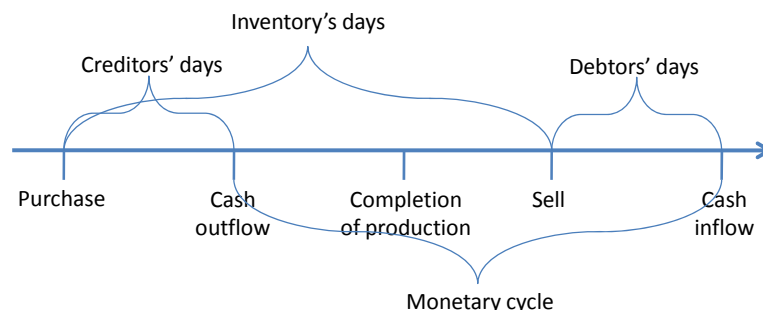 Inventory’s days
Creditors’ days
Debtors’ days
Purchase
Cash
outflow
Completion
of production
Sell
Cash
inflow
Monetary cycle